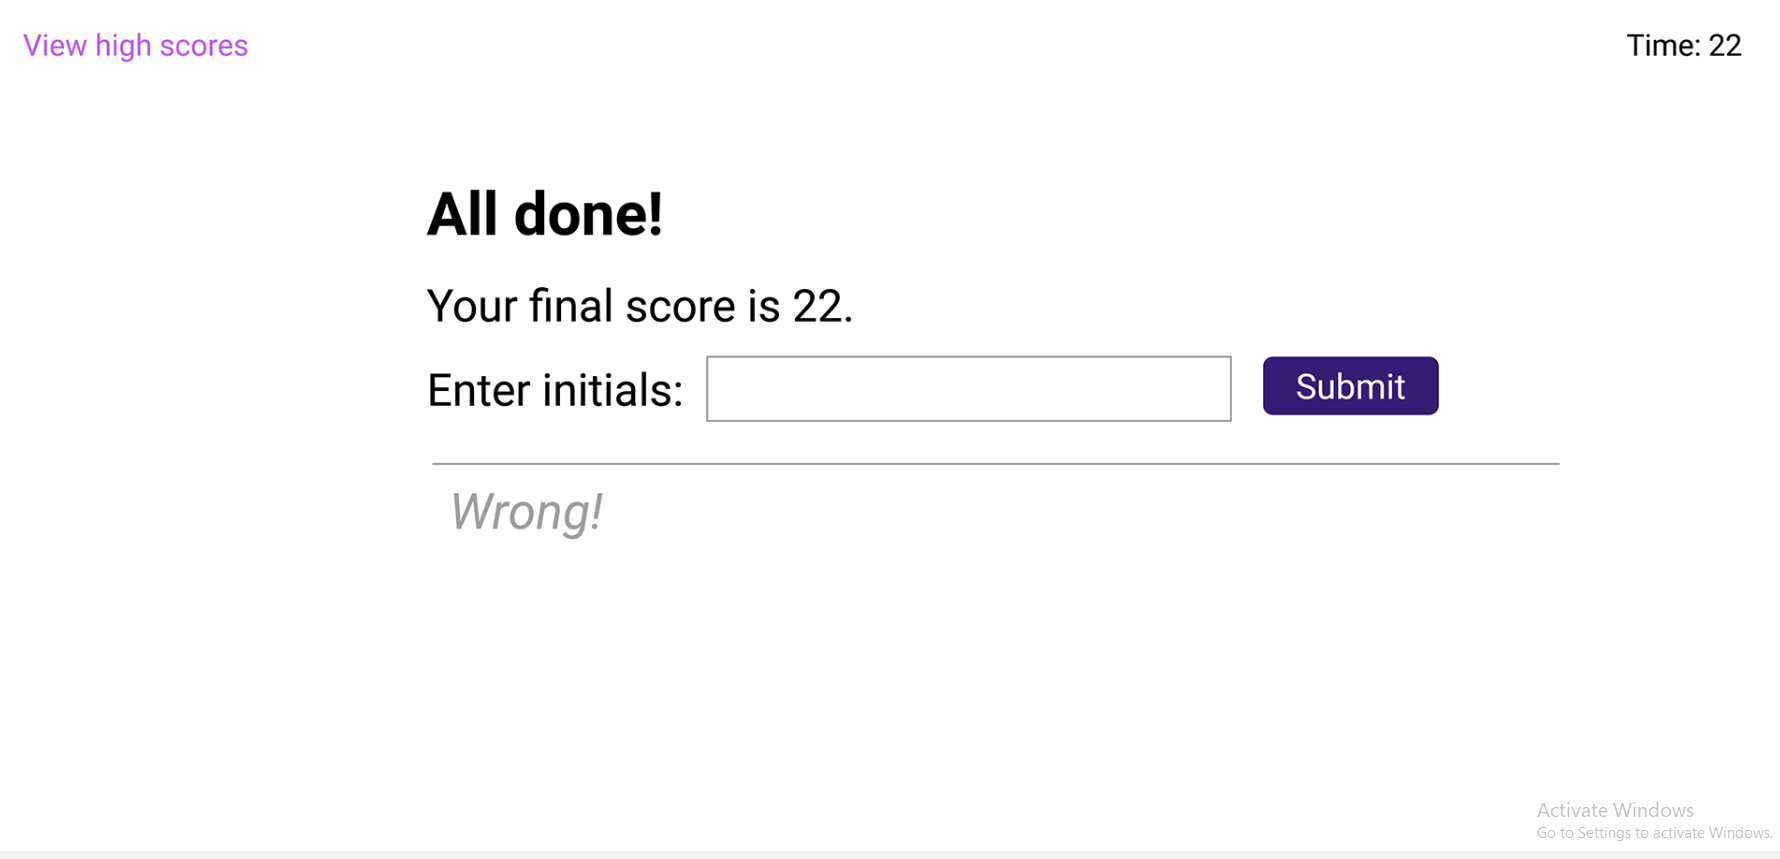 View high scores
Time: 22
All done!
Your final score is 22.
Enter initials:
Submit
Wrong!
Activate Windows
Go to Settings to activate Windows.